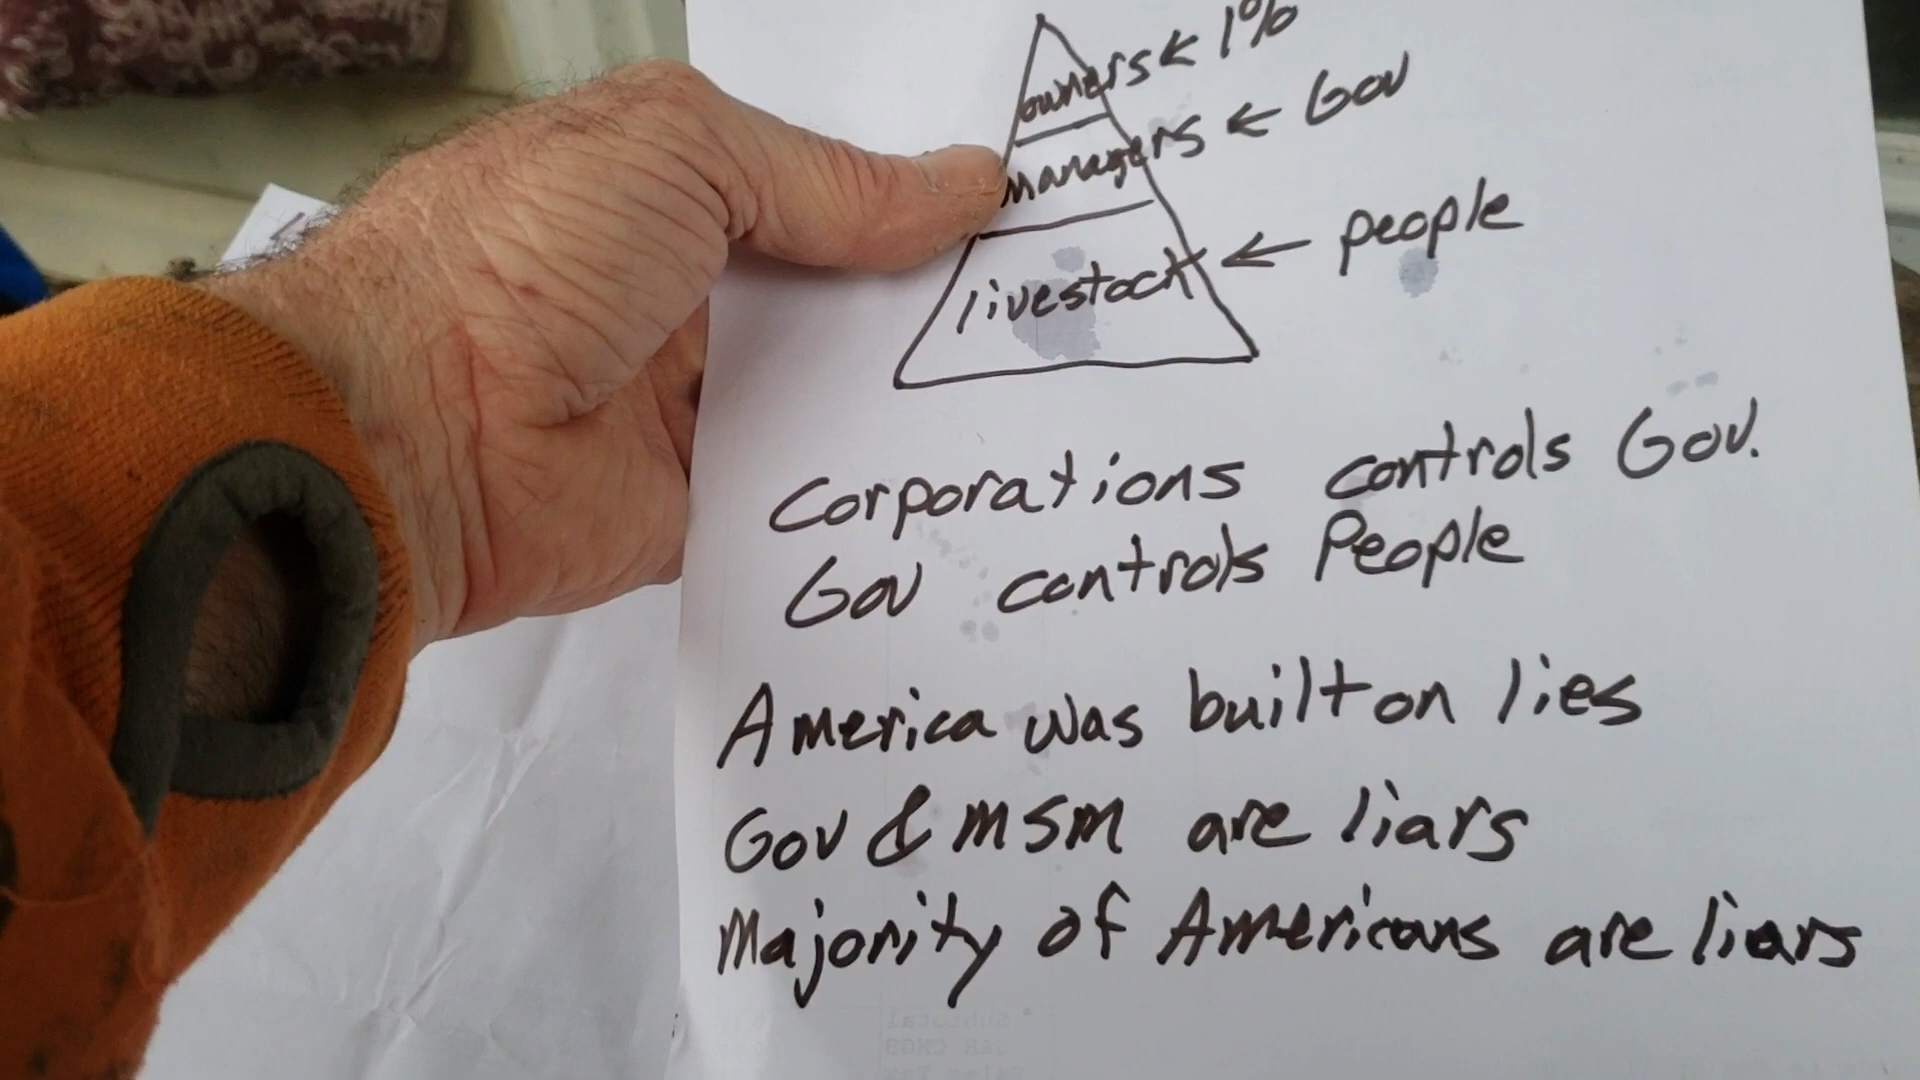 owners ← 1%
managers ← Gov
livestock ← people
Corporations controls Gov.
Gov controls People
America was built on lies
Gov & MSM are liars
Majority of Americans are liars
Subtotal